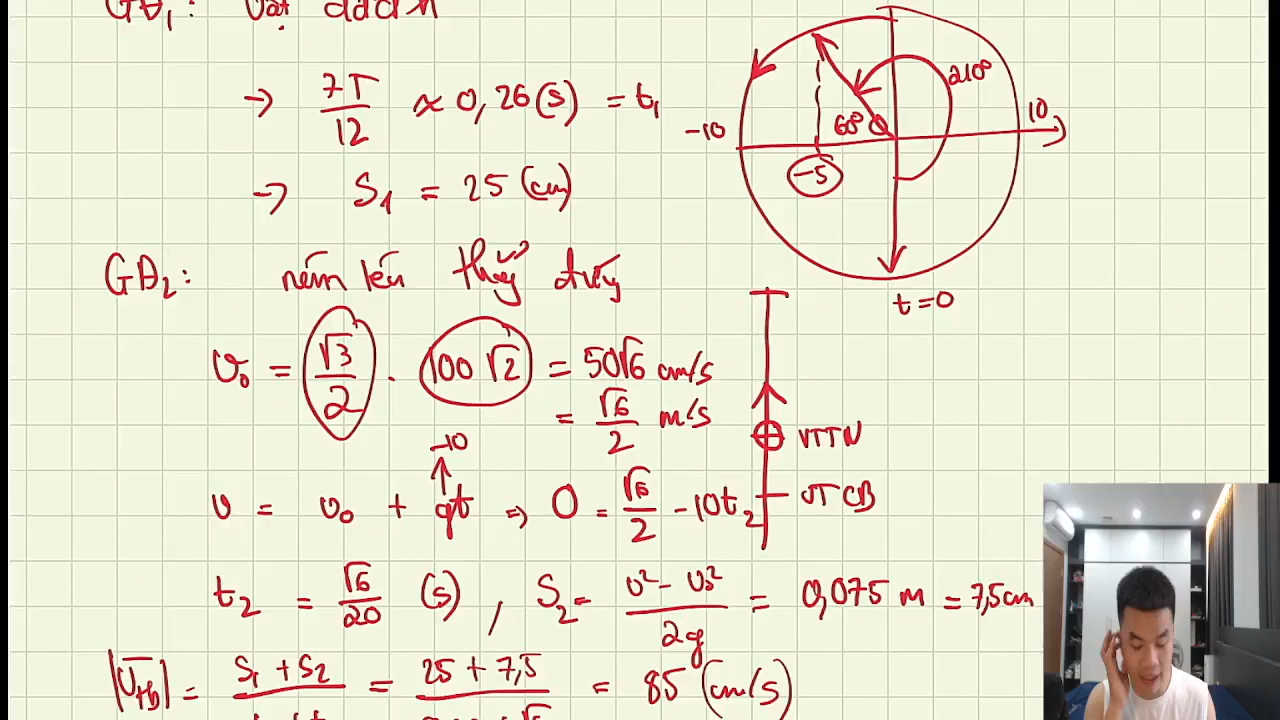 GĐ₁: Vật dđđh
→ 7T/12 ≈ 0,26(s) = t₁
→ S₁ = 25 (cm)
-10
60°
210°
10
-5
t=0
GĐ₂: ném lên thẳng đứng
v₀ = √3/2 . 100√2 = 50√6 cm/s
= √6/2 m/s
-10
VTTN
v = v₀ + gt ⇒ 0 = √6/2 - 10t₂
VTCB
t₂ = √6/20 (s), S₂ = v² - v₀²/2g = 0,075 m = 7,5cm
|v̄tb| = S₁ + S₂ = 25 + 7,5 = 85 (cm/s)